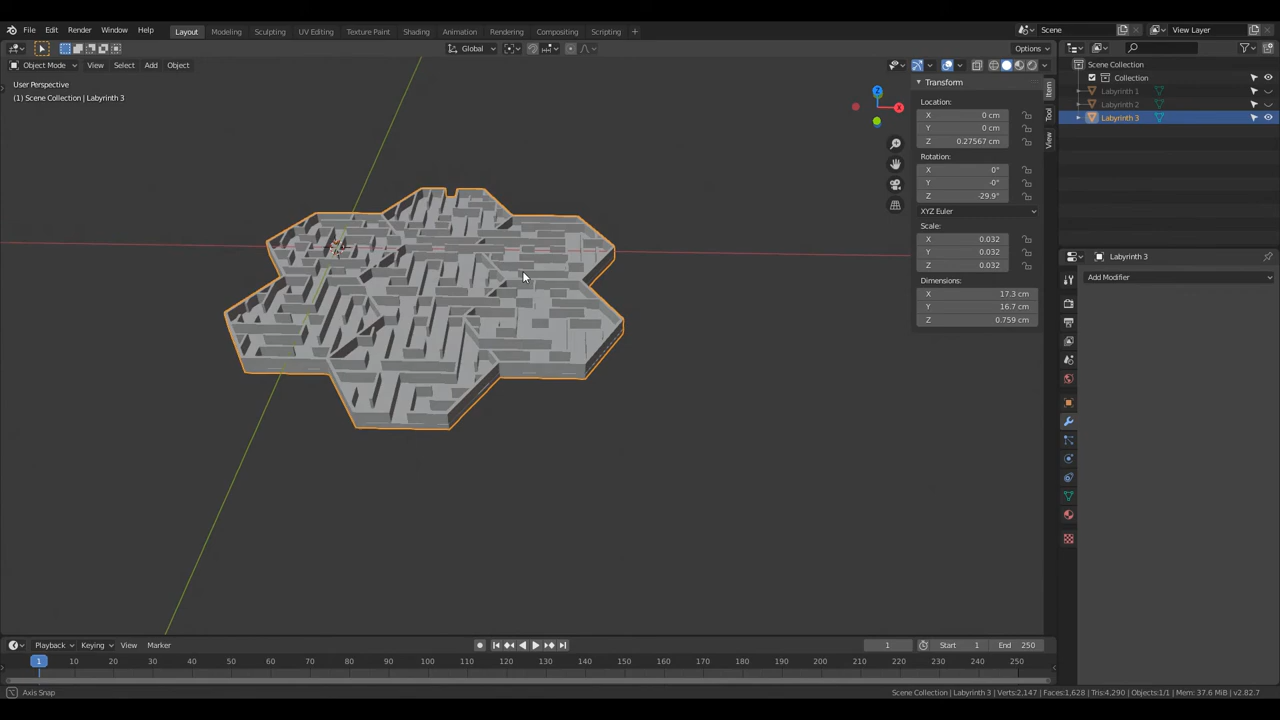 File Edit Render Window Help Layout Modeling Sculpting UV Editing Texture Paint Shading Animation Rendering Compositing Scripting + Scene View Layer
Global Options
Object Mode View Select Add Object
User Perspective
(1) Scene Collection | Labyrinth 3
Z
X
Transform
Location:
X 0 cm
Y 0 cm
Z 0.27567 cm
Rotation:
X 0°
Y -0°
Z -29.9°
XYZ Euler
Scale:
X 0.032
Y 0.032
Z 0.032
Dimensions:
X 17.3 cm
Y 16.7 cm
Z 0.759 cm
Item
Tool
View
Scene Collection
Collection
Labyrinth 1
Labyrinth 2
Labyrinth 3
Labyrinth 3
Add Modifier
Playback Keying View Marker 1 Start 1 End 250
1 10 20 30 40 50 60 70 80 90 100 110 120 130 140 150 160 170 180 190 200 210 220 230 240 250
Axis Snap
Scene Collection | Labyrinth 3 | Verts:2,147 | Faces:1,628 | Tris:4,290 | Objects:1/1 | Mem: 37.6 MiB | v2.82.7